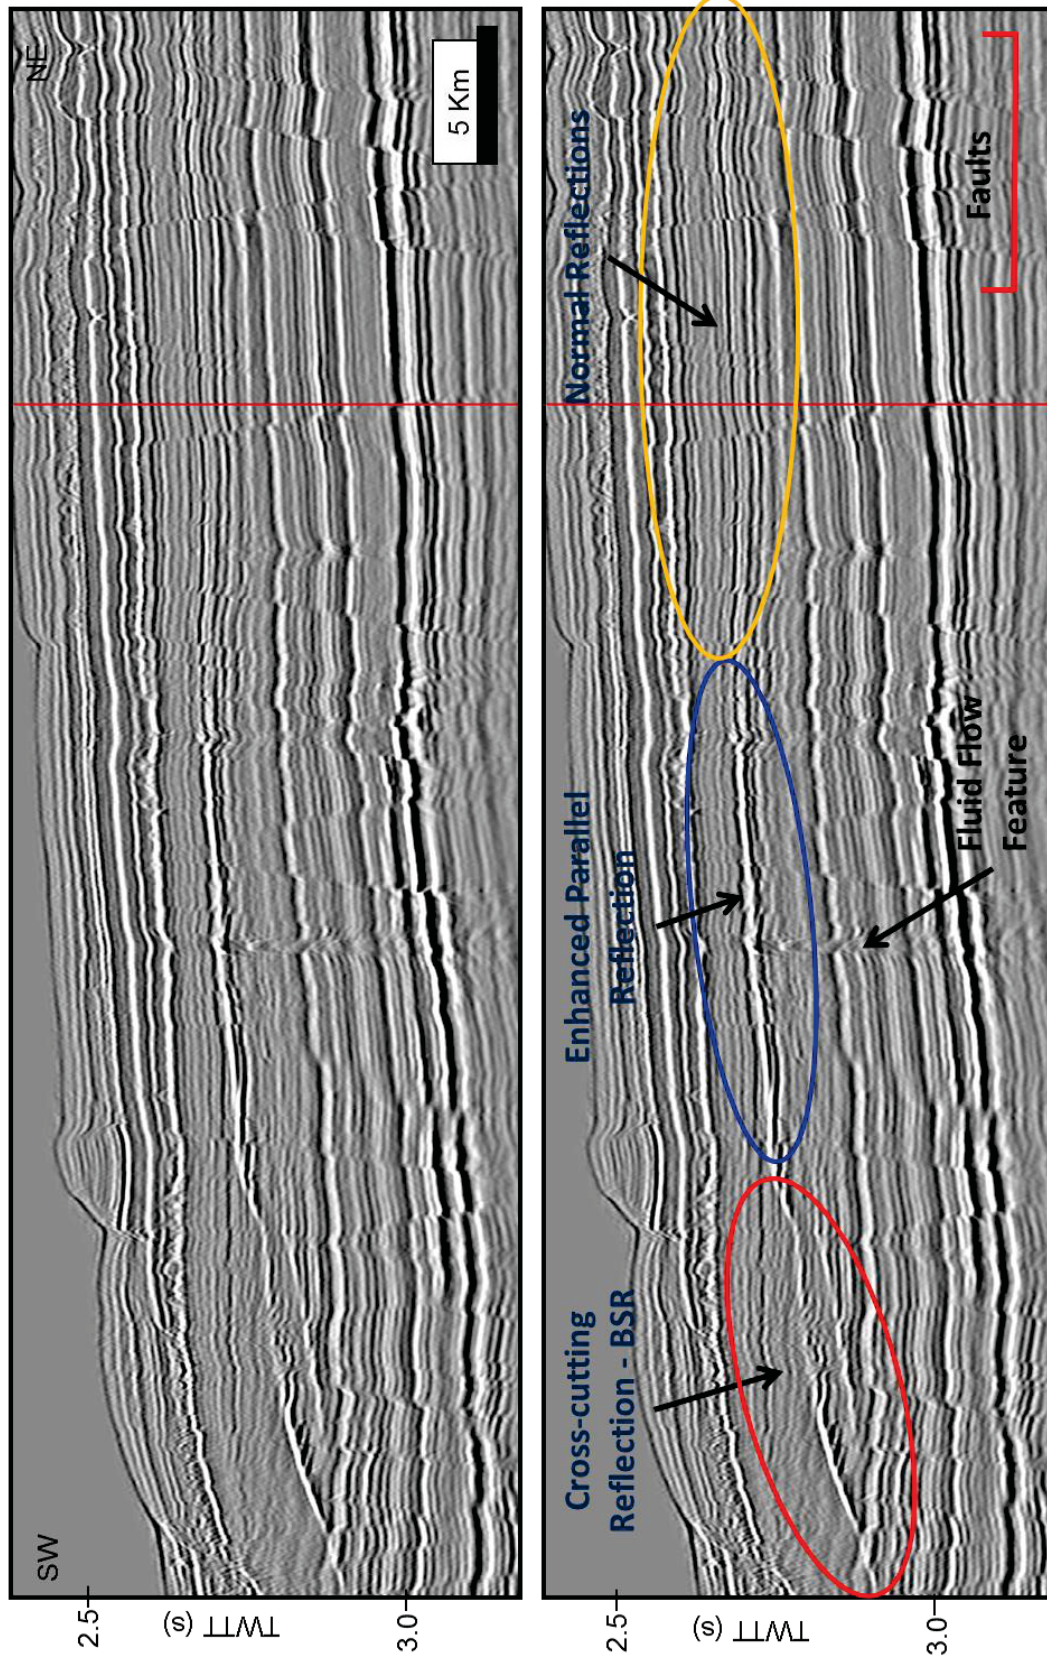 SW
NE
5 Km
2.5
TWTT (s)
3.0
Cross-cutting
Reflection - BSR
Enhanced Parallel
Reflection
Normal Reflections
Fluid Flow
Feature
Faults
2.5
TWTT (s)
3.0